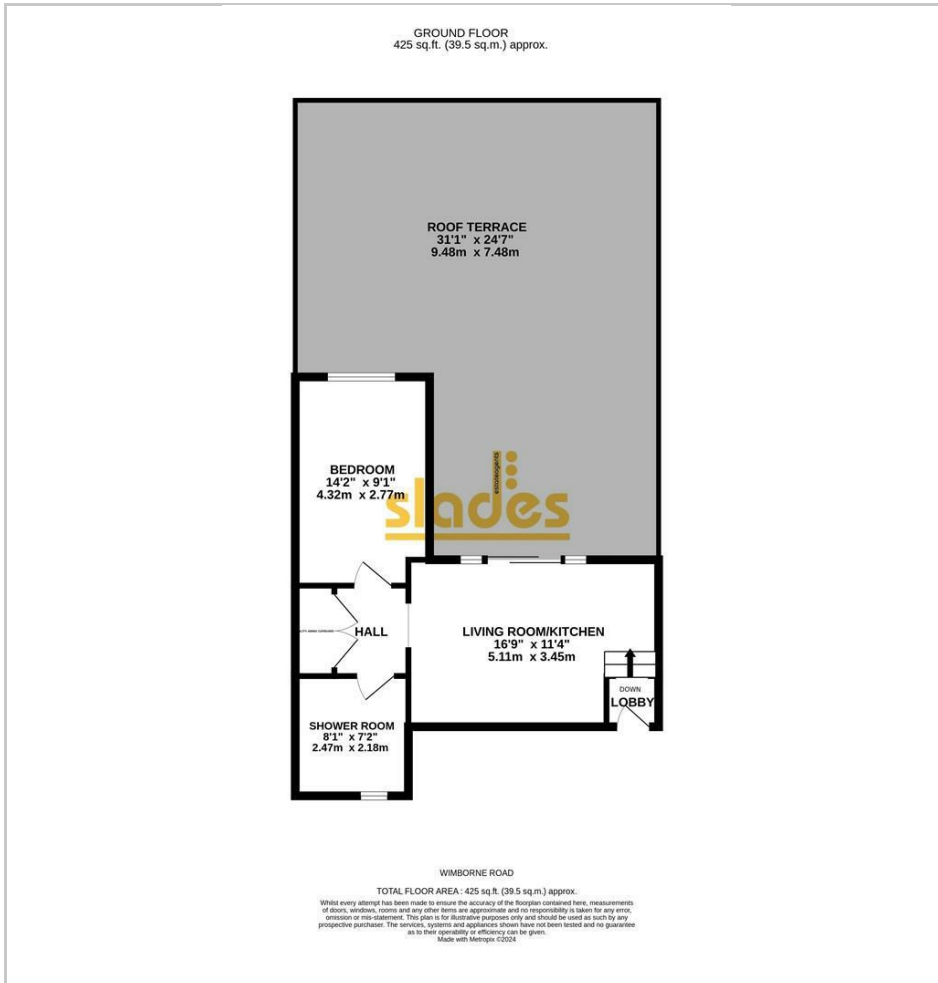 GROUND FLOOR
425 sq.ft. (39.5 sq.m.) approx.
ROOF TERRACE
31'1" x 24'7"
9.48m x 7.48m
BEDROOM
14'2" x 9'1"
4.32m x 2.77m
estateagents
slades
HALL
LIVING ROOM/KITCHEN
16'9" x 11'4"
5.11m x 3.45m
DOWN
LOBBY
SHOWER ROOM
8'1" x 7'2"
2.47m x 2.18m
WIMBORNE ROAD
TOTAL FLOOR AREA : 425 sq.ft. (39.5 sq.m.) approx.
Whilst every attempt has been made to ensure the accuracy of the floorplan contained here, measurements
of doors, windows, rooms and any other items are approximate and no responsibility is taken for any error,
omission or mis-statement. This plan is for illustrative purposes only and should be used as such by any
prospective purchaser. The services, systems and appliances shown have not been tested and no guarantee
as to their operability or efficiency can be given.
Made with Metropix ©2024